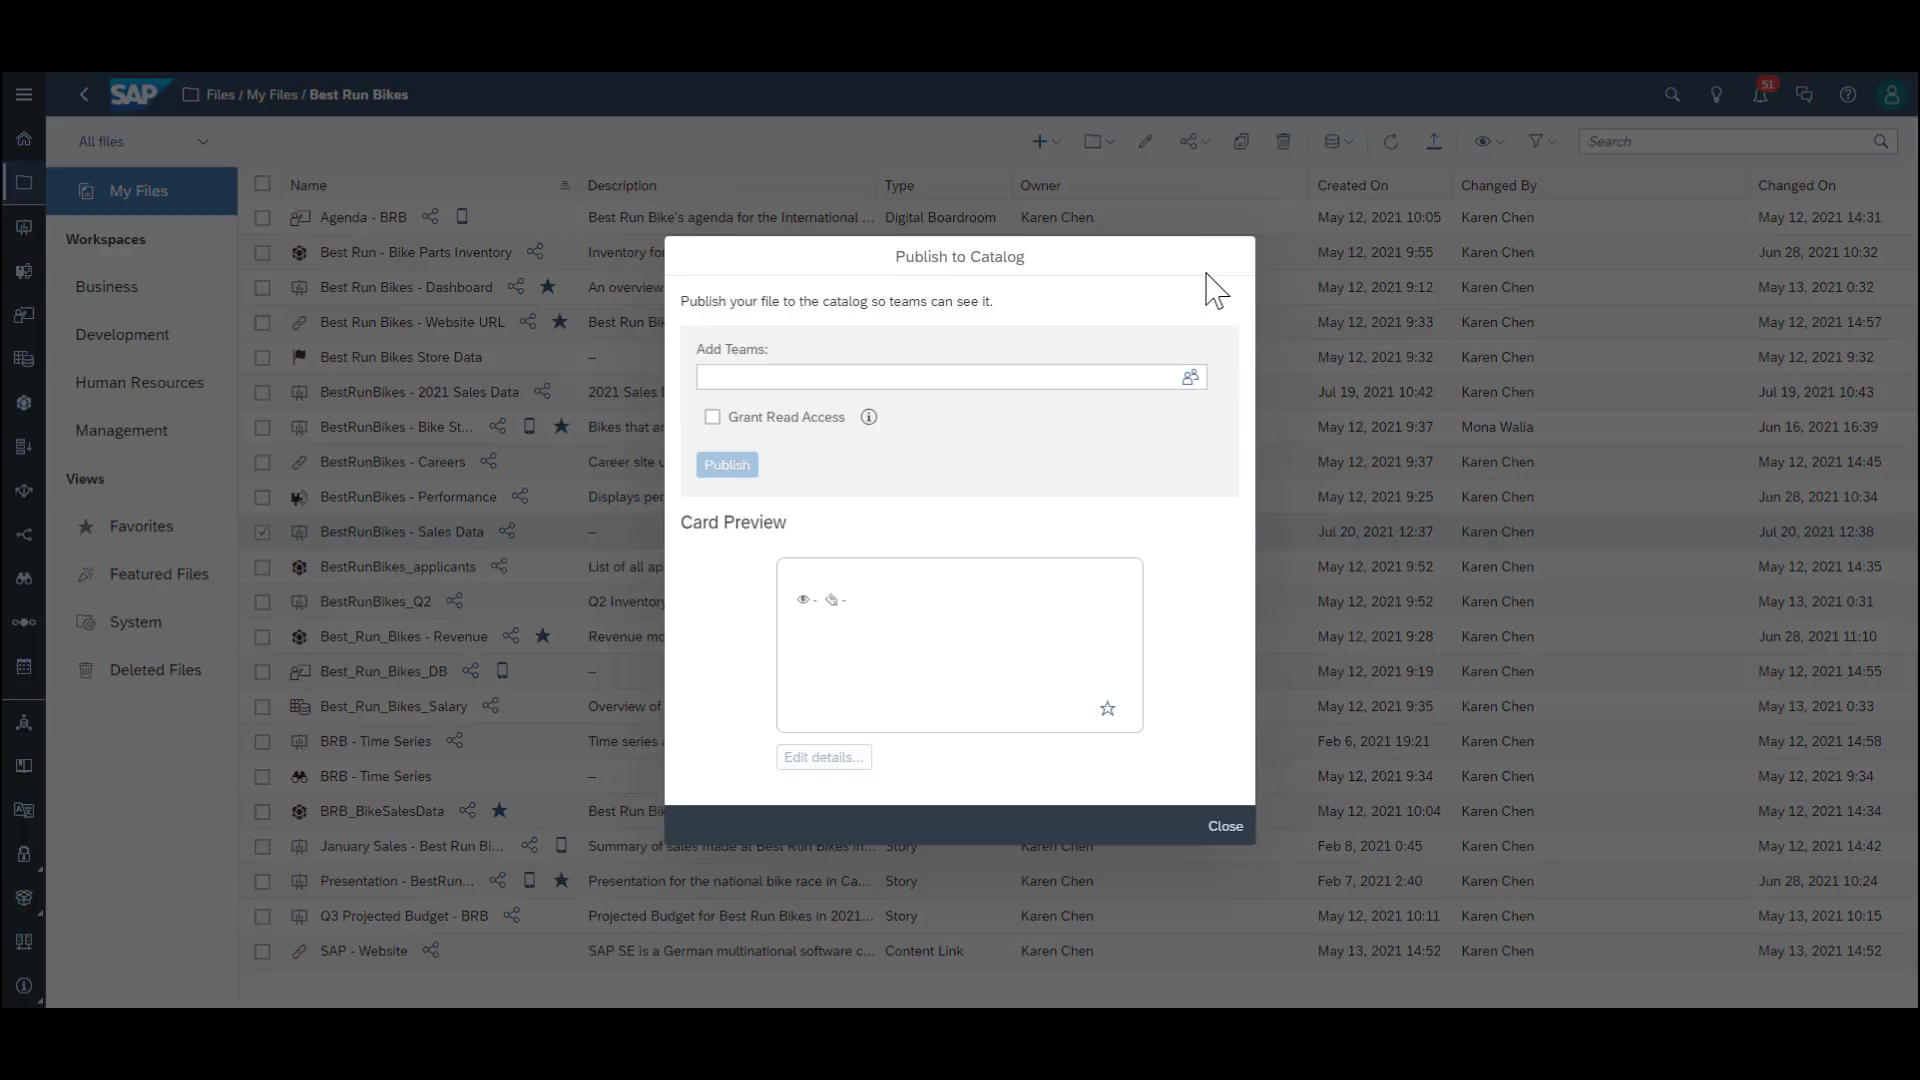 SAP Files / My Files / Best Run Bikes 51
All files Search
My Files
Workspaces
Business
Development
Human Resources
Management
Views
Favorites
Featured Files
System
Deleted Files
Name Description Type Owner Created On Changed By Changed On
Agenda - BRB Best Run Bike's agenda for the International ... Digital Boardroom Karen Chen May 12, 2021 10:05 Karen Chen May 12, 2021 14:31
Best Run - Bike Parts Inventory Inventory fo May 12, 2021 9:55 Karen Chen Jun 28, 2021 10:32
Best Run Bikes - Dashboard An overview May 12, 2021 9:12 Karen Chen May 13, 2021 0:32
Best Run Bikes - Website URL Best Run Bi May 12, 2021 9:33 Karen Chen May 12, 2021 14:57
Best Run Bikes Store Data – May 12, 2021 9:32 Karen Chen May 12, 2021 9:32
BestRunBikes - 2021 Sales Data 2021 Sales Jul 19, 2021 10:42 Karen Chen Jul 19, 2021 10:43
BestRunBikes - Bike St... Bikes that a May 12, 2021 9:37 Mona Walia Jun 16, 2021 16:39
BestRunBikes - Careers Career site May 12, 2021 9:37 Karen Chen May 12, 2021 14:45
BestRunBikes - Performance Displays pe May 12, 2021 9:25 Karen Chen Jun 28, 2021 10:34
BestRunBikes - Sales Data – Jul 20, 2021 12:37 Karen Chen Jul 20, 2021 12:38
BestRunBikes_applicants List of all ap May 12, 2021 9:52 Karen Chen May 12, 2021 14:35
BestRunBikes_Q2 Q2 Inventory May 12, 2021 9:52 Karen Chen May 13, 2021 0:31
Best_Run_Bikes - Revenue Revenue mo May 12, 2021 9:28 Karen Chen Jun 28, 2021 11:10
Best_Run_Bikes_DB – May 12, 2021 9:19 Karen Chen May 12, 2021 14:55
Best_Run_Bikes_Salary Overview of May 12, 2021 9:35 Karen Chen May 13, 2021 0:33
BRB - Time Series Time series Feb 6, 2021 19:21 Karen Chen May 12, 2021 14:58
BRB - Time Series – May 12, 2021 9:34 Karen Chen May 12, 2021 9:34
BRB_BikeSalesData Best Run Bi May 12, 2021 10:04 Karen Chen May 12, 2021 14:34
January Sales - Best Run Bi... Summary of sales made at Best Run Bikes in... Story Karen Chen Feb 8, 2021 0:45 Karen Chen May 12, 2021 14:42
Presentation - BestRun... Presentation for the national bike race in Ca... Story Karen Chen Feb 7, 2021 2:40 Karen Chen Jun 28, 2021 10:24
Q3 Projected Budget - BRB Projected Budget for Best Run Bikes in 2021... Story Karen Chen May 12, 2021 10:11 Karen Chen May 13, 2021 10:15
SAP - Website SAP SE is a German multinational software c... Content Link Karen Chen May 13, 2021 14:52 Karen Chen May 13, 2021 14:52
Publish to Catalog
Publish your file to the catalog so teams can see it.
Add Teams:
Grant Read Access
Publish
Card Preview
- -
Edit details...
Close